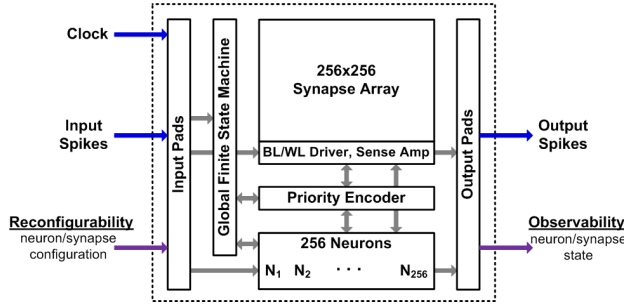 Clock
Input
Spikes
Reconfigurability
neuron/synapse
configuration
Input Pads
Global Finite State Machine
256x256
Synapse Array
BL/WL Driver, Sense Amp
Priority Encoder
256 Neurons
N1 N2 · · · N256
Output Pads
Output
Spikes
Observability
neuron/synapse
state